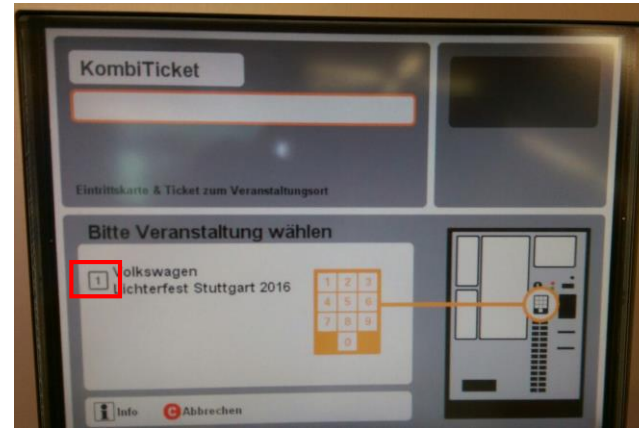 KombiTicket
Eintrittskarte & Ticket zum Veranstaltungsort
Bitte Veranstaltung wählen
1 Volkswagen
Lichterfest Stuttgart 2016
1 2 3
4 5 6
7 8 9
0
i Info C Abbrechen